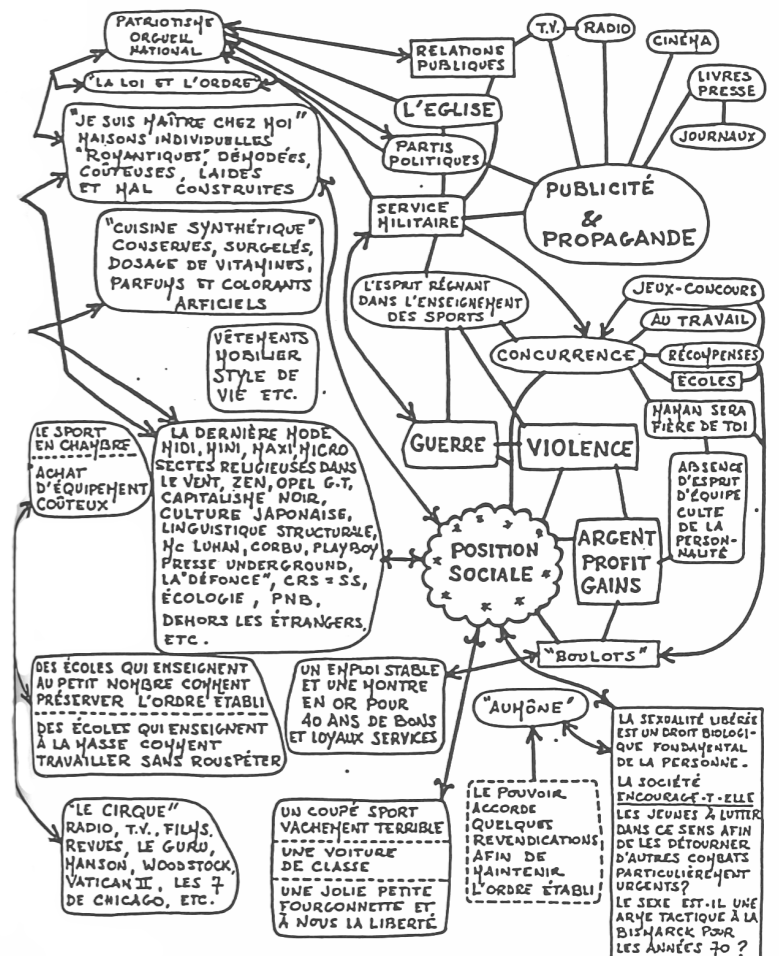 PATRIOTISME
ORGUEIL
NATIONAL
"LA LOI ET L'ORDRE"
"JE SUIS MAÎTRE CHEZ MOI"
MAISONS INDIVIDUELLES
"ROMANTIQUES" DÉMODÉES,
COÛTEUSES, LAIDES
ET MAL CONSTRUITES
"CUISINE SYNTHÉTIQUE"
CONSERVES, SURGELÉS,
DOSAGE DE VITAMINES,
PARFUMS ET COLORANTS
ARFICIELS
VÊTEMENTS
MOBILIER
STYLE DE
VIE ETC.
RELATIONS
PUBLIQUES
L'EGLISE
PARTIS
POLITIQUES
SERVICE
MILITAIRE
L'ESPRIT RÉGNANT
DANS L'ENSEIGNEMENT
DES SPORTS
T.V.
RADIO
CINÉMA
LIVRES
PRESSE
JOURNAUX
PUBLICITÉ
&
PROPAGANDE
JEUX-CONCOURS
AU TRAVAIL
CONCURRENCE
RÉCOMPENSES
ECOLES
MAMAN SERA
FIÈRE DE TOI
GUERRE
VIOLENCE
ABSENCE
D'ESPRIT
D'ÉQUIPE
CULTE
DE LA
PERSON-
NALITÉ
LE SPORT
EN CHAMBRE
ACHAT
D'ÉQUIPEMENT
COÛTEUX
LA DERNIÈRE MODE
MIDI, MINI, MAXI, MICRO
SECTES RELIGIEUSES DANS
LE VENT, ZEN, OPEL G.T,
CAPITALISME NOIR,
CULTURE JAPONAISE,
LINGUISTIQUE STRUCTURALE,
Mc LUHAN, CORBU, PLAYBOY
PRESSE UNDERGROUND,
LA "DÉFONCE", CRS = SS,
ÉCOLOGIE, PNB,
DEHORS LES ÉTRANGERS,
ETC.
POSITION
SOCIALE
ARGENT
PROFIT
GAINS
"BOULOTS"
DES ÉCOLES QUI ENSEIGNENT
AU PETIT NOMBRE COMMENT
PRÉSERVER L'ORDRE ÉTABLI
DES ÉCOLES QUI ENSEIGNENT
À LA MASSE COMMENT
TRAVAILLER SANS ROUSPÉTER
UN EMPLOI STABLE
ET UNE MONTRE
EN OR POUR
40 ANS DE BONS
ET LOYAUX SERVICES
"AUMÔNE"
"LE CIRQUE"
RADIO, T.V., FILMS,
REVUES, LE GURU,
MANSON, WOODSTOCK,
VATICAN II, LES 7
DE CHICAGO, ETC.
UN COUPÉ SPORT
VACHEMENT TERRIBLE
UNE VOITURE
DE CLASSE
UNE JOLIE PETITE
FOURGONNETTE ET
À NOUS LA LIBERTÉ
LE POUVOIR
ACCORDE
QUELQUES
REVENDICATIONS
AFIN DE
MAINTENIR
L'ORDRE ÉTABLI
LA SEXUALITÉ LIBÉRÉE
EST UN DROIT BIOLOGI-
QUE FONDAMENTAL
DE LA PERSONNE.
LA SOCIÉTÉ
ENCOURAGE-T-ELLE
LES JEUNES À LUTTER
DANS CE SENS AFIN
DE LES DÉTOURNER
D'AUTRES COMBATS
PARTICULIÈREMENT
URGENTS?
LE SEXE EST-IL UNE
ARME TACTIQUE À LA
BISMARCK POUR
LES ANNÉES 70?